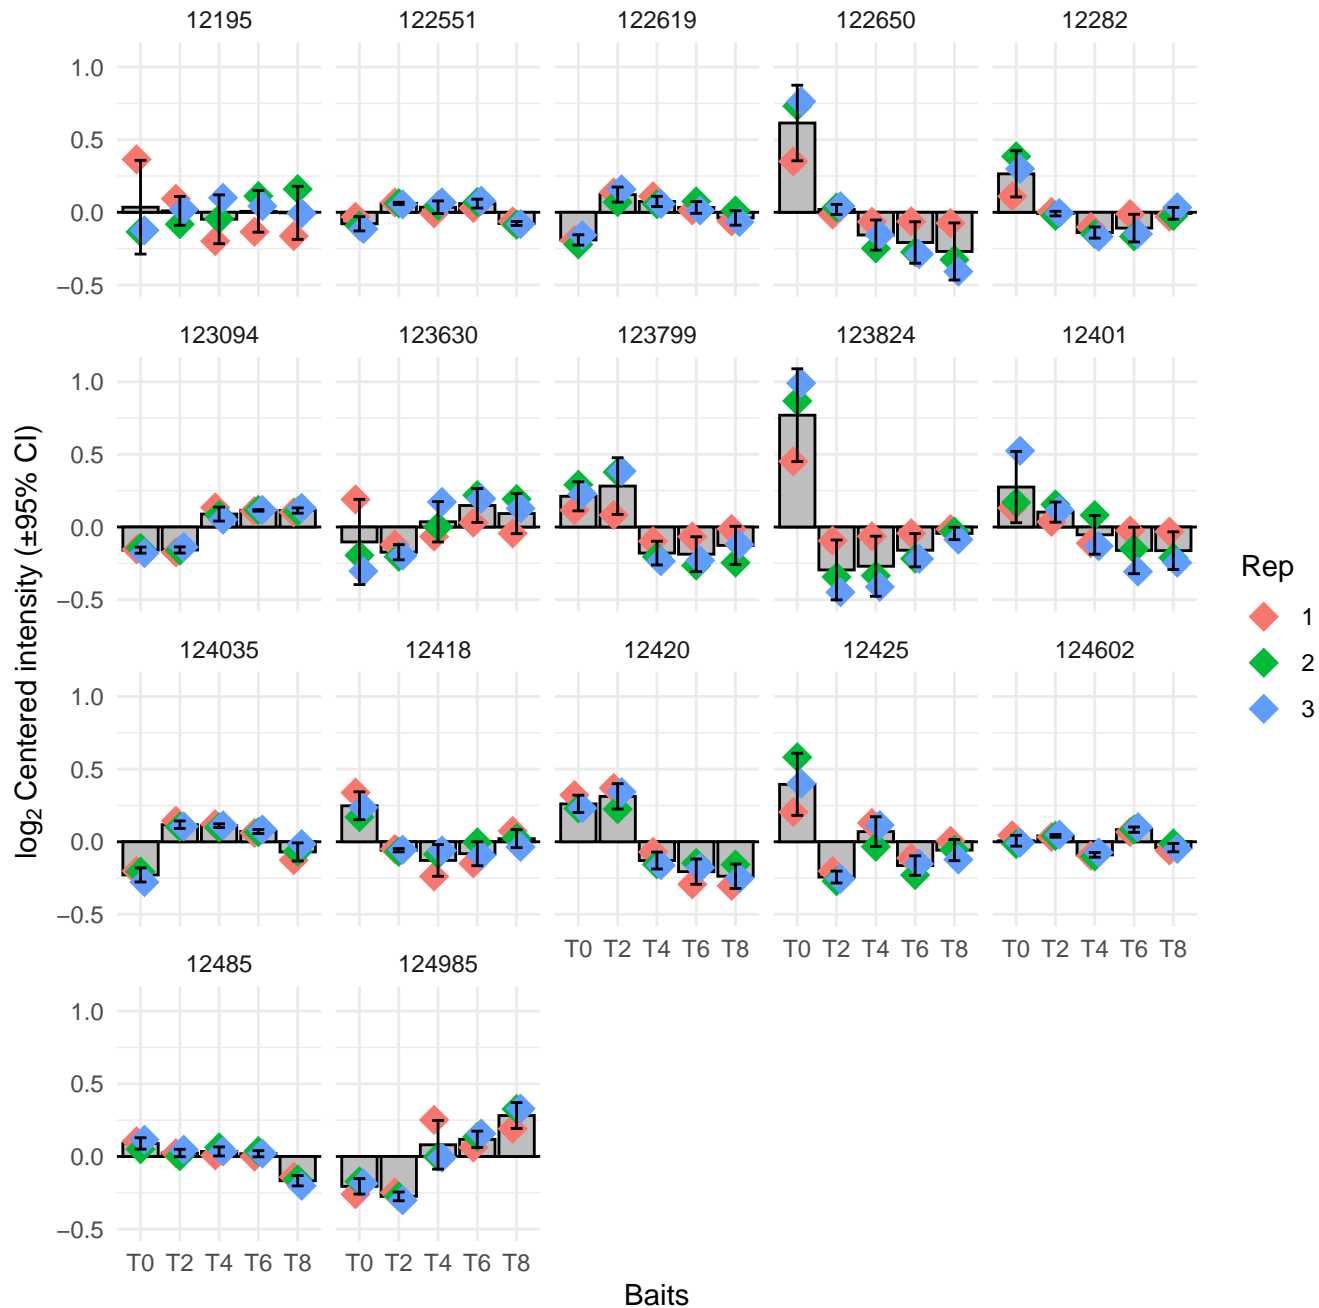 12195 122551 122619 122650 12282
1.0
0.5
0.0
−0.5
123094 123630 123799 123824 12401
1.0
0.5
0.0
−0.5
124035 12418 12420 12425 124602
1.0
0.5
0.0
−0.5
T0 T2 T4 T6 T8 T0 T2 T4 T6 T8 T0 T2 T4 T6 T8
12485 124985
1.0
0.5
0.0
−0.5
T0 T2 T4 T6 T8 T0 T2 T4 T6 T8
Baits
log₂ Centered intensity (±95% CI)
Rep
1
2
3